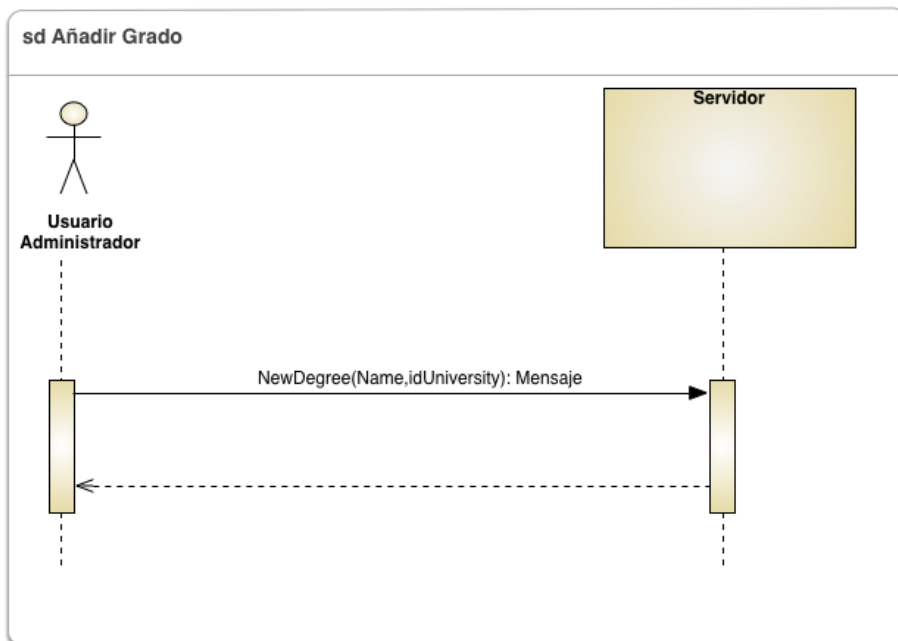 sd Añadir Grado
Servidor
Usuario
Administrador
NewDegree(Name,idUniversity): Mensaje